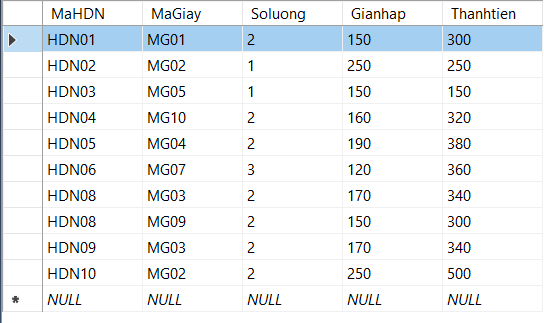 MaHDN MaGiay Soluong Gianhap Thanhtien
HDN01 MG01 2 150 300
HDN02 MG02 1 250 250
HDN03 MG05 1 150 150
HDN04 MG10 2 160 320
HDN05 MG04 2 190 380
HDN06 MG07 3 120 360
HDN08 MG03 2 170 340
HDN08 MG09 2 150 300
HDN09 MG03 2 170 340
HDN10 MG02 2 250 500
NULL NULL NULL NULL NULL